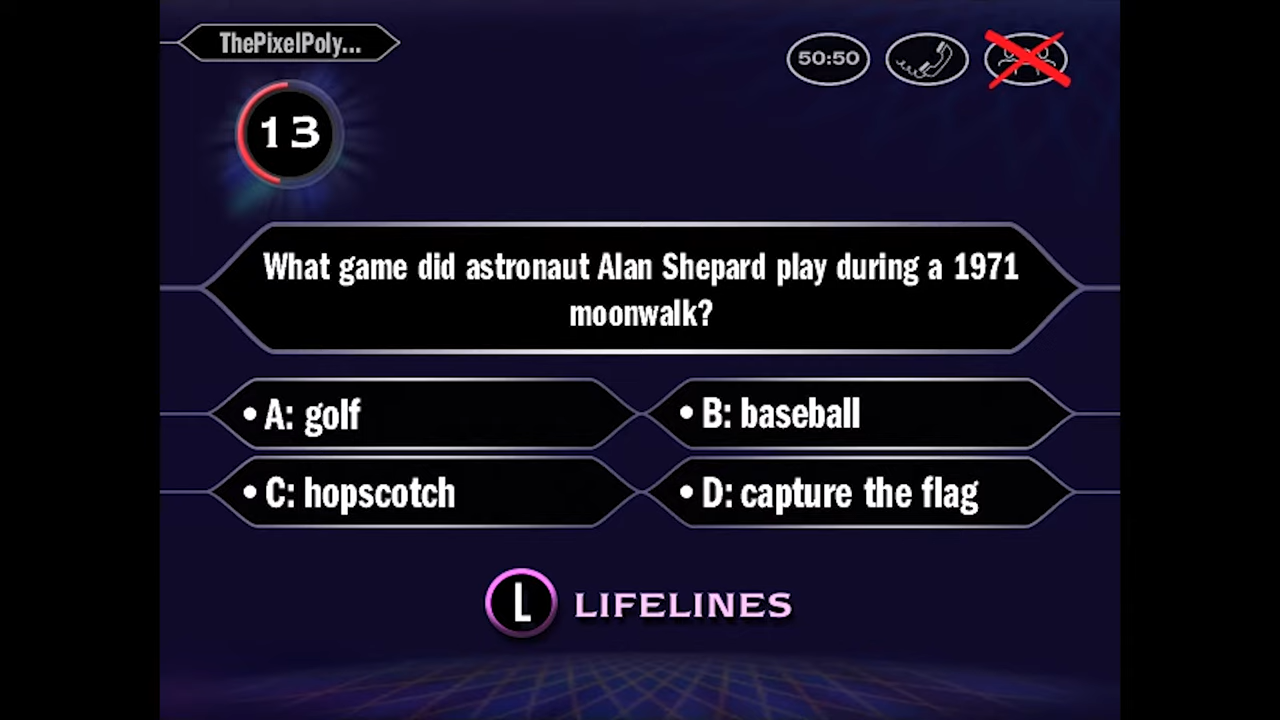 ThePixelPoly...
50:50
13
What game did astronaut Alan Shepard play during a 1971
moonwalk?
• A: golf
• B: baseball
• C: hopscotch
• D: capture the flag
L LIFELINES